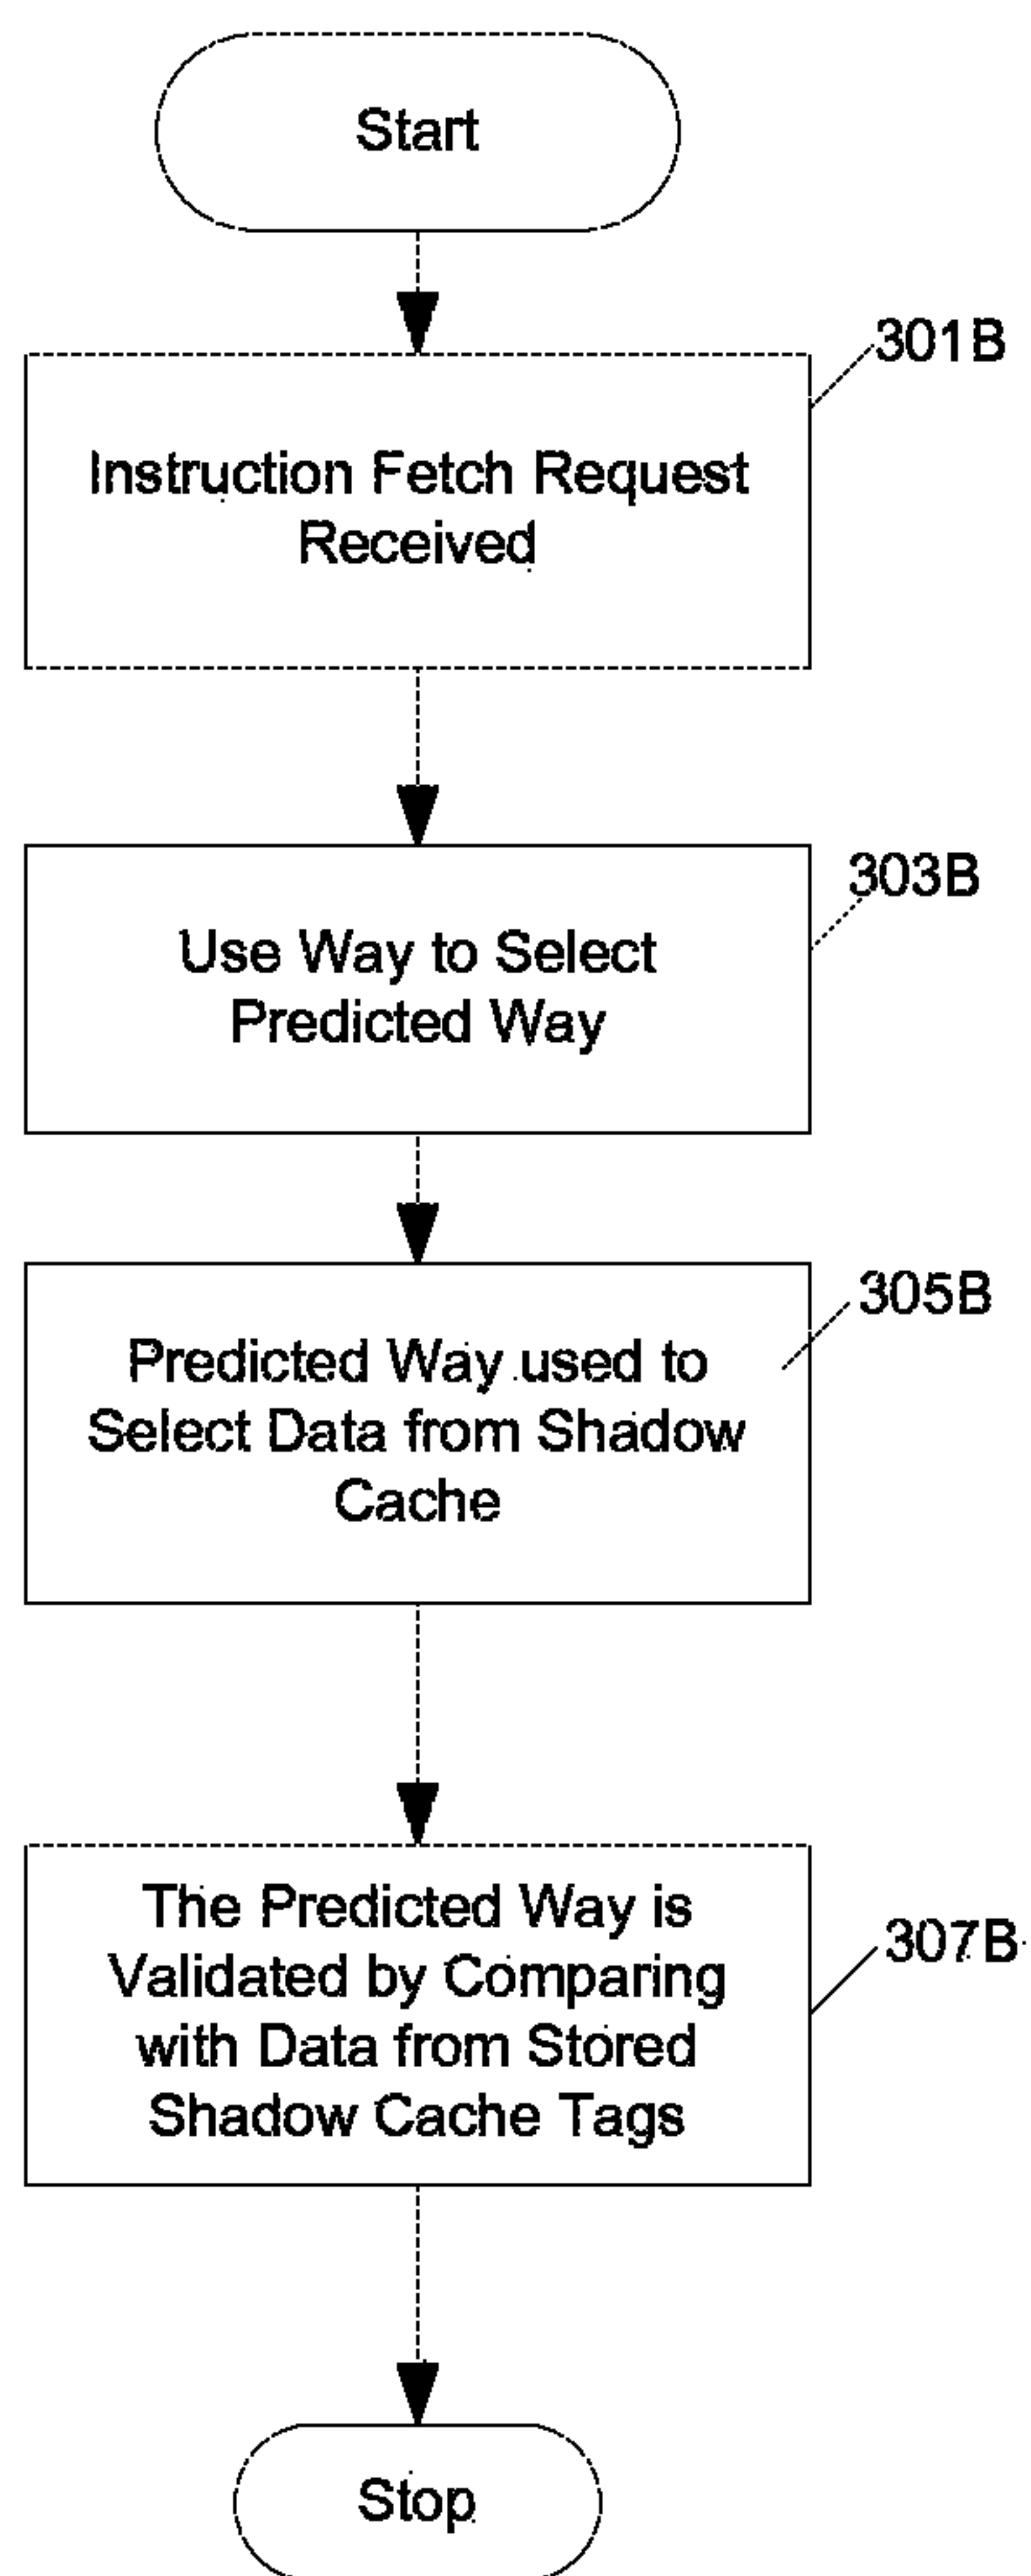 Start
301B
Instruction Fetch Request
Received
303B
Use Way to Select
Predicted Way
305B
Predicted Way used to
Select Data from Shadow
Cache
The Predicted Way is
Validated by Comparing
with Data from Stored
Shadow Cache Tags
307B
Stop